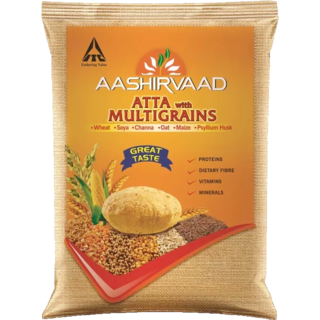 ITC
Enduring Value
AASHIRVAAD
ATTA with
MULTIGRAINS
•Wheat •Soya •Channa •Oat •Maize •Psyllium Husk
GREAT
TASTE
✓ PROTEINS
✓ DIETARY FIBRE
✓ VITAMINS
✓ MINERALS